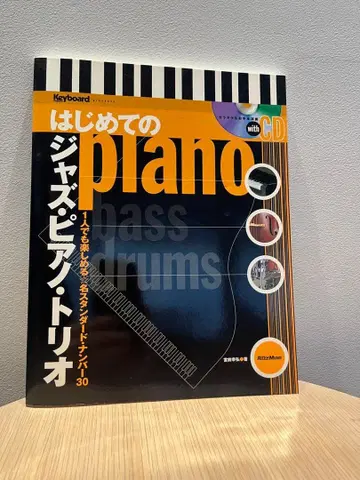 Keyboard
はじめての
ジャズ・ピアノ・トリオ
1人でも楽しめる、名スタンダード・ナンバー30
piano
bass
drums
with CD
Rittor Music